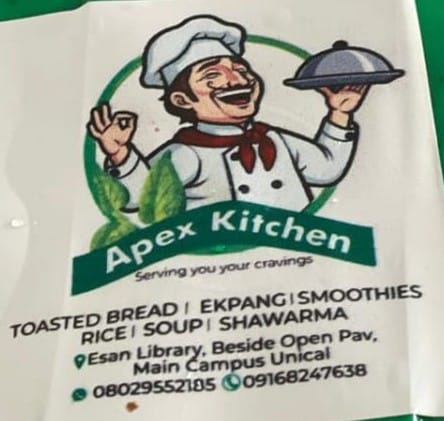 Apex Kitchen
Serving you your cravings
TOASTED BREAD | EKPANG | SMOOTHIES
RICE | SOUP | SHAWARMA
Esan Library, Beside Open Pav,
Main Campus Unical
08029552185 09168247638